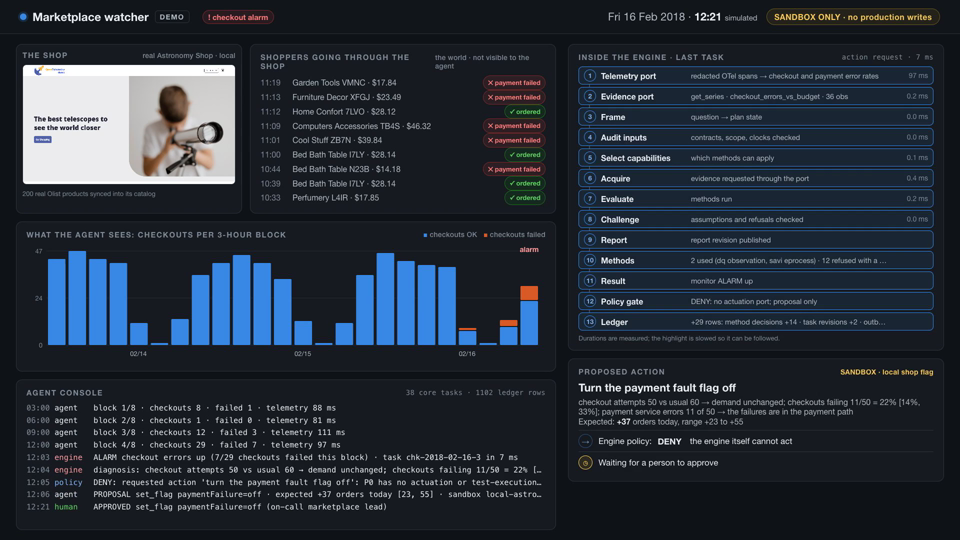 Marketplace watcher DEMO ! checkout alarm
Fri 16 Feb 2018 · 12:21 simulated SANDBOX ONLY · no production writes
THE SHOP real Astronomy Shop · local
The best telescopes to
see the world closer
200 real Olist products synced into its catalog
SHOPPERS GOING THROUGH THE SHOP
the world · not visible to the agent
11:19 Garden Tools VMNC · $17.84 ✕ payment failed
11:13 Furniture Decor XFGJ · $23.49 ✕ payment failed
11:12 Home Confort 7LVO · $28.12 ✓ ordered
11:09 Computers Accessories TB4S · $46.32 ✕ payment failed
11:01 Cool Stuff ZB7N · $39.84 ✕ payment failed
11:00 Bed Bath Table I7LY · $28.14 ✓ ordered
10:44 Bed Bath Table N23B · $14.18 ✕ payment failed
10:39 Bed Bath Table I7LY · $28.14 ✓ ordered
10:33 Perfumery L4IR · $17.85 ✓ ordered
WHAT THE AGENT SEES: CHECKOUTS PER 3-HOUR BLOCK
checkouts OK checkouts failed
alarm
47
24
0
02/14 02/15 02/16
AGENT CONSOLE 38 core tasks · 1102 ledger rows
03:00 agent block 1/8 · checkouts 8 · failed 1 · telemetry 88 ms
06:00 agent block 2/8 · checkouts 1 · failed 0 · telemetry 81 ms
09:00 agent block 3/8 · checkouts 12 · failed 3 · telemetry 111 ms
12:00 agent block 4/8 · checkouts 29 · failed 7 · telemetry 97 ms
12:03 engine ALARM checkout errors up (7/29 checkouts failed this block) · task chk-2018-02-16-3 in 7 ms
12:04 engine diagnosis: checkout attempts 50 vs usual 60 → demand unchanged; checkouts failing 11/50 = 22% […
12:05 policy DENY: requested action 'turn the payment fault flag off': P0 has no actuation or test-execution…
12:06 agent PROPOSAL set_flag paymentFailure=off · expected +37 orders today [23, 55] · sandbox local-astro…
12:21 human APPROVED set_flag paymentFailure=off (on-call marketplace lead)
INSIDE THE ENGINE · LAST TASK action request · 7 ms
1 Telemetry port redacted OTel spans → checkout and payment error rates 97 ms
2 Evidence port get_series · checkout_errors_vs_budget · 36 obs 0.2 ms
3 Frame question → plan state 0.0 ms
4 Audit inputs contracts, scope, clocks checked 0.0 ms
5 Select capabilities which methods can apply 0.1 ms
6 Acquire evidence requested through the port 0.4 ms
7 Evaluate methods run 0.2 ms
8 Challenge assumptions and refusals checked 0.0 ms
9 Report report revision published
10 Methods 2 used (dq observation, savi eprocess) · 12 refused with a …
11 Result monitor ALARM up
12 Policy gate DENY: no actuation port; proposal only
13 Ledger +29 rows: method decisions +14 · task revisions +2 · outb…
Durations are measured; the highlight is slowed so it can be followed.
PROPOSED ACTION SANDBOX · local shop flag
Turn the payment fault flag off
checkout attempts 50 vs usual 60 → demand unchanged; checkouts failing 11/50 = 22% [14%,
33%]; payment service errors 11 of 50 → the failures are in the payment path
Expected: +37 orders today, range +23 to +55
→ Engine policy: DENY the engine itself cannot act
Waiting for a person to approve